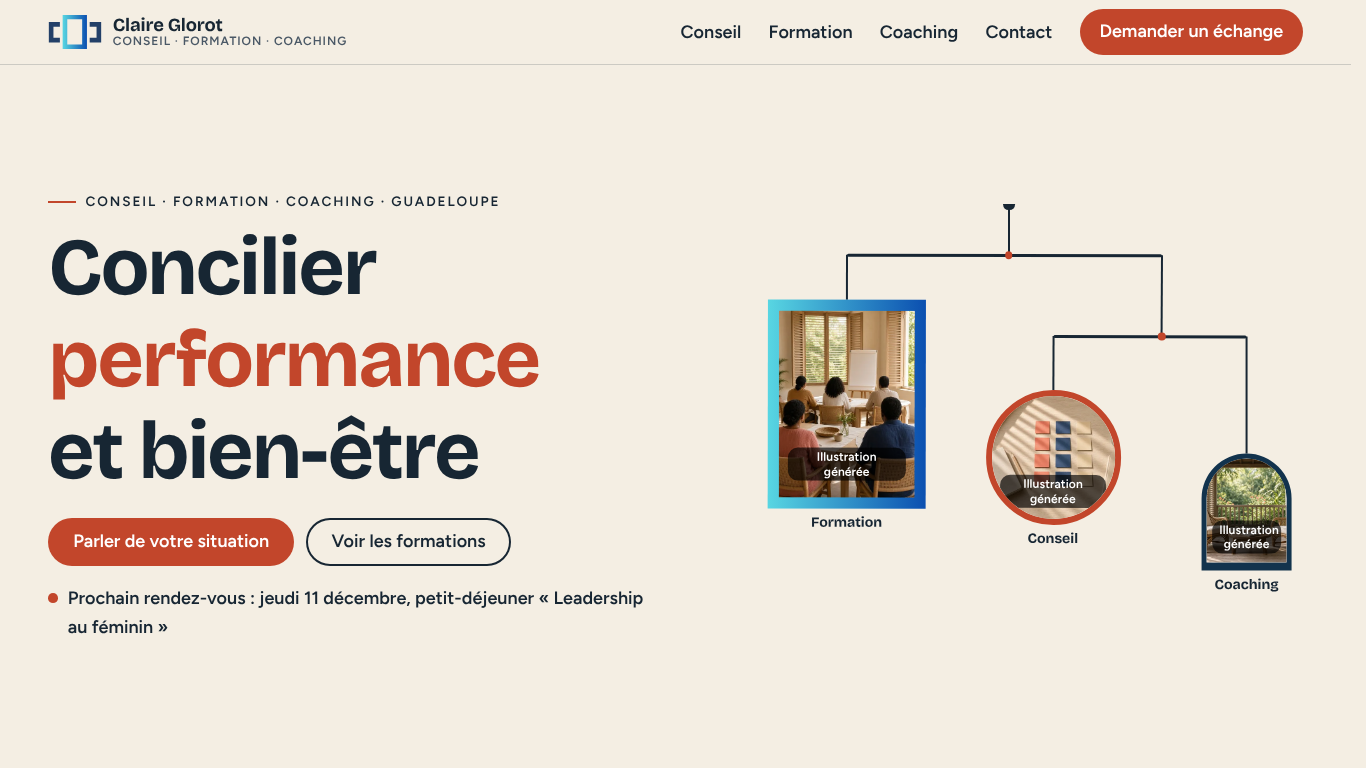 Claire Glorot
CONSEIL · FORMATION · COACHING
Conseil
Formation
Coaching
Contact
Demander un échange
CONSEIL · FORMATION · COACHING · GUADELOUPE
Concilier
performance
et bien-être
Parler de votre situation
Voir les formations
Prochain rendez-vous : jeudi 11 décembre, petit-déjeuner « Leadership
au féminin »
Illustration
générée
Formation
Illustration
générée
Conseil
Illustration
générée
Coaching